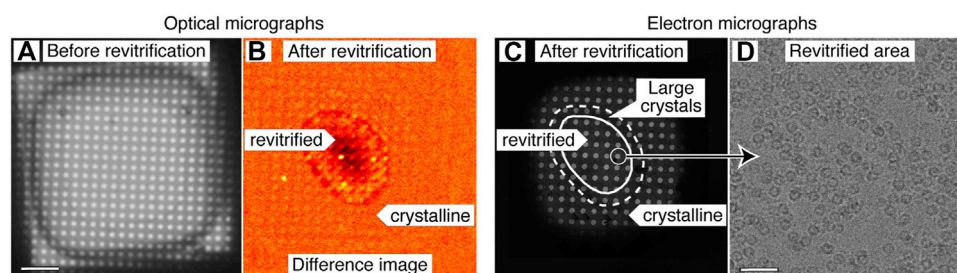 Optical micrographs
Electron micrographs
A Before revitrification
B After revitrification
C After revitrification
D Revitrified area
Large
crystals
revitrified
revitrified
crystalline
crystalline
Difference image